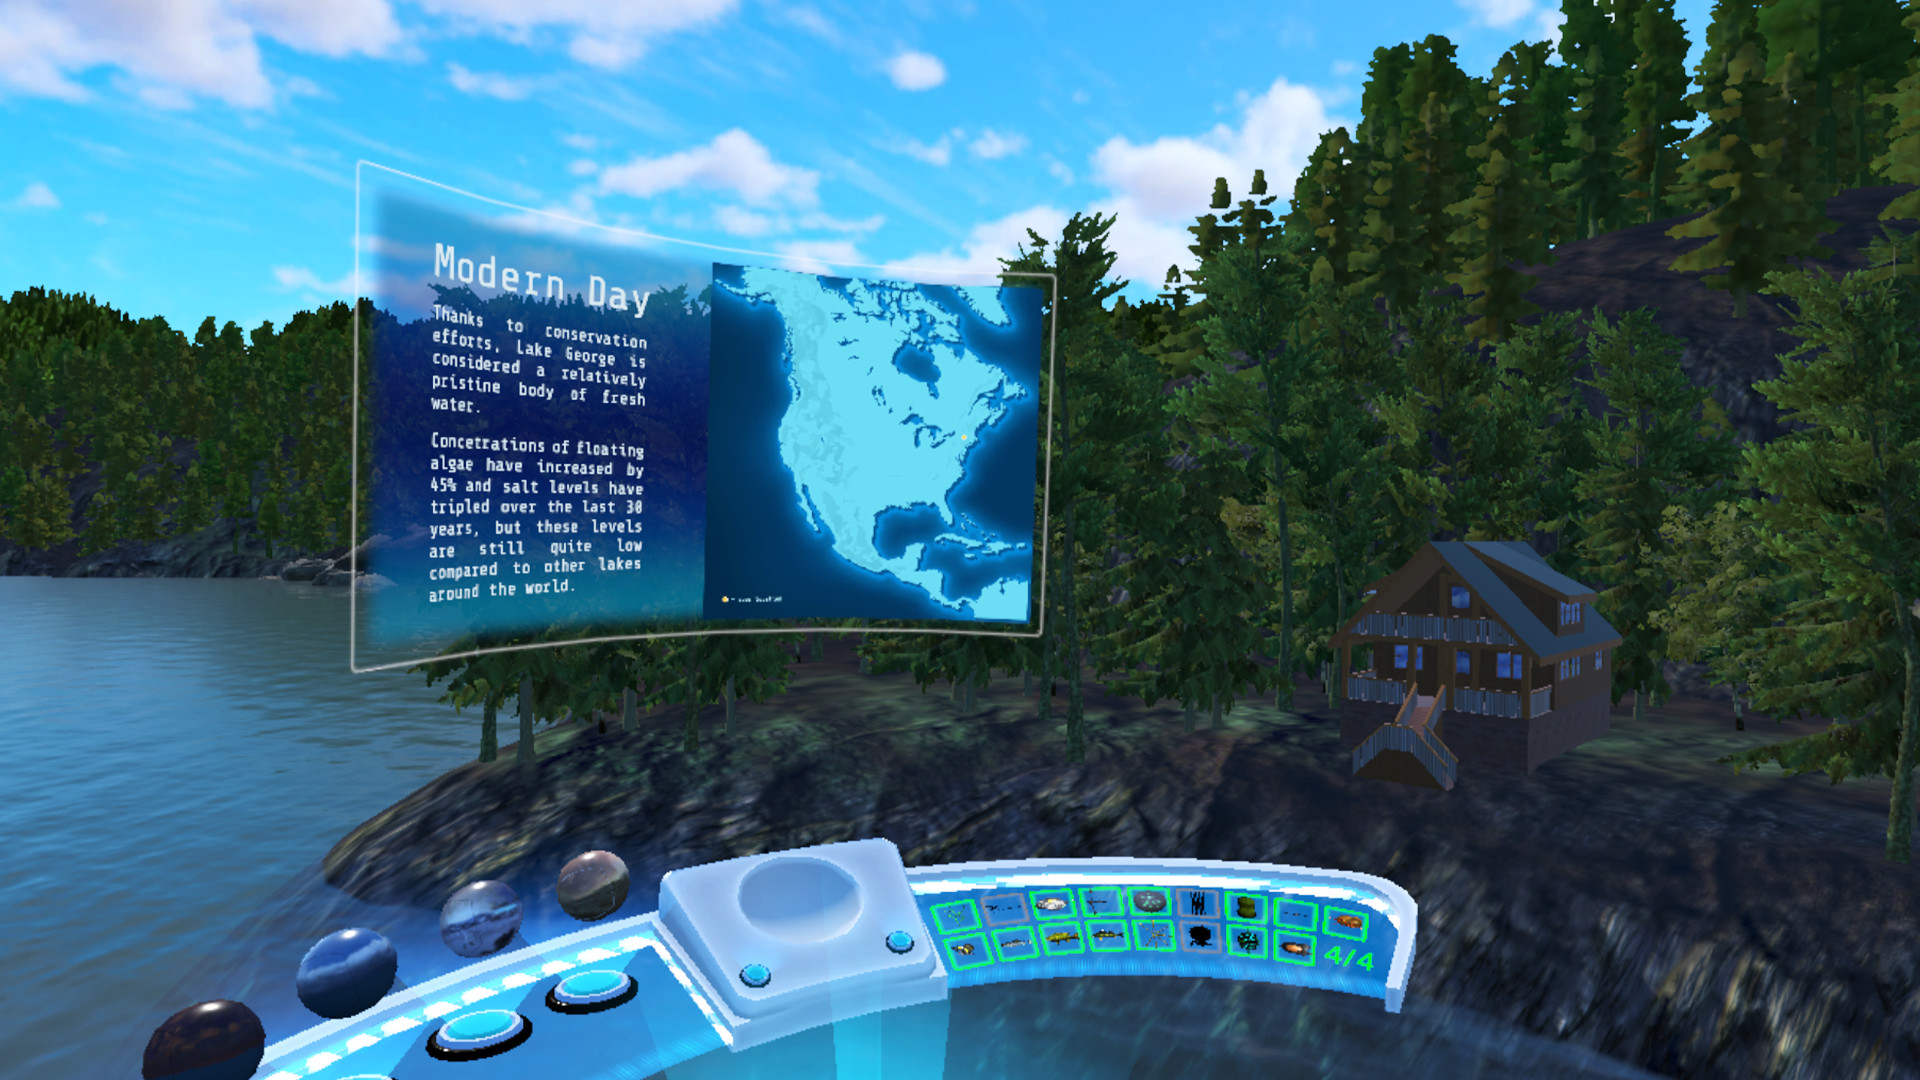 Modern Day
Thanks to conservation
efforts, Lake George is
considered a relatively
pristine body of fresh
water.
Concetrations of floating
algae have increased by
45% and salt levels have
tripled over the last 30
years, but these levels
are still quite low
compared to other lakes
around the world.
4/4